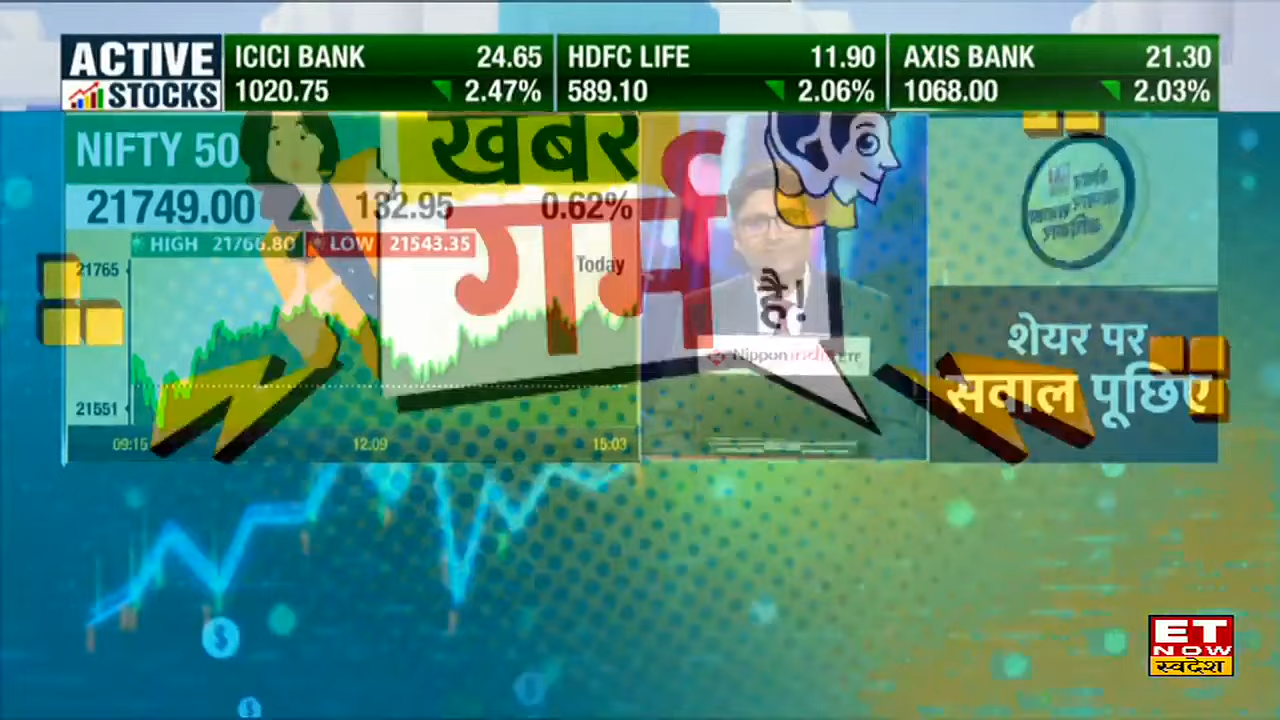 ACTIVE STOCKS
ICICI BANK 24.65
1020.75 2.47%
HDFC LIFE 11.90
589.10 2.06%
AXIS BANK 21.30
1068.00 2.03%
NIFTY 50
21749.00 132.95 0.62%
HIGH 21766.80 LOW 21543.35
Today
21765
21551
09:15 12.09 15:03
खबर
गर्म
है!
Nippon India ETF
शेयर पर
सवाल पूछिए
ET
NOW
स्वदेश